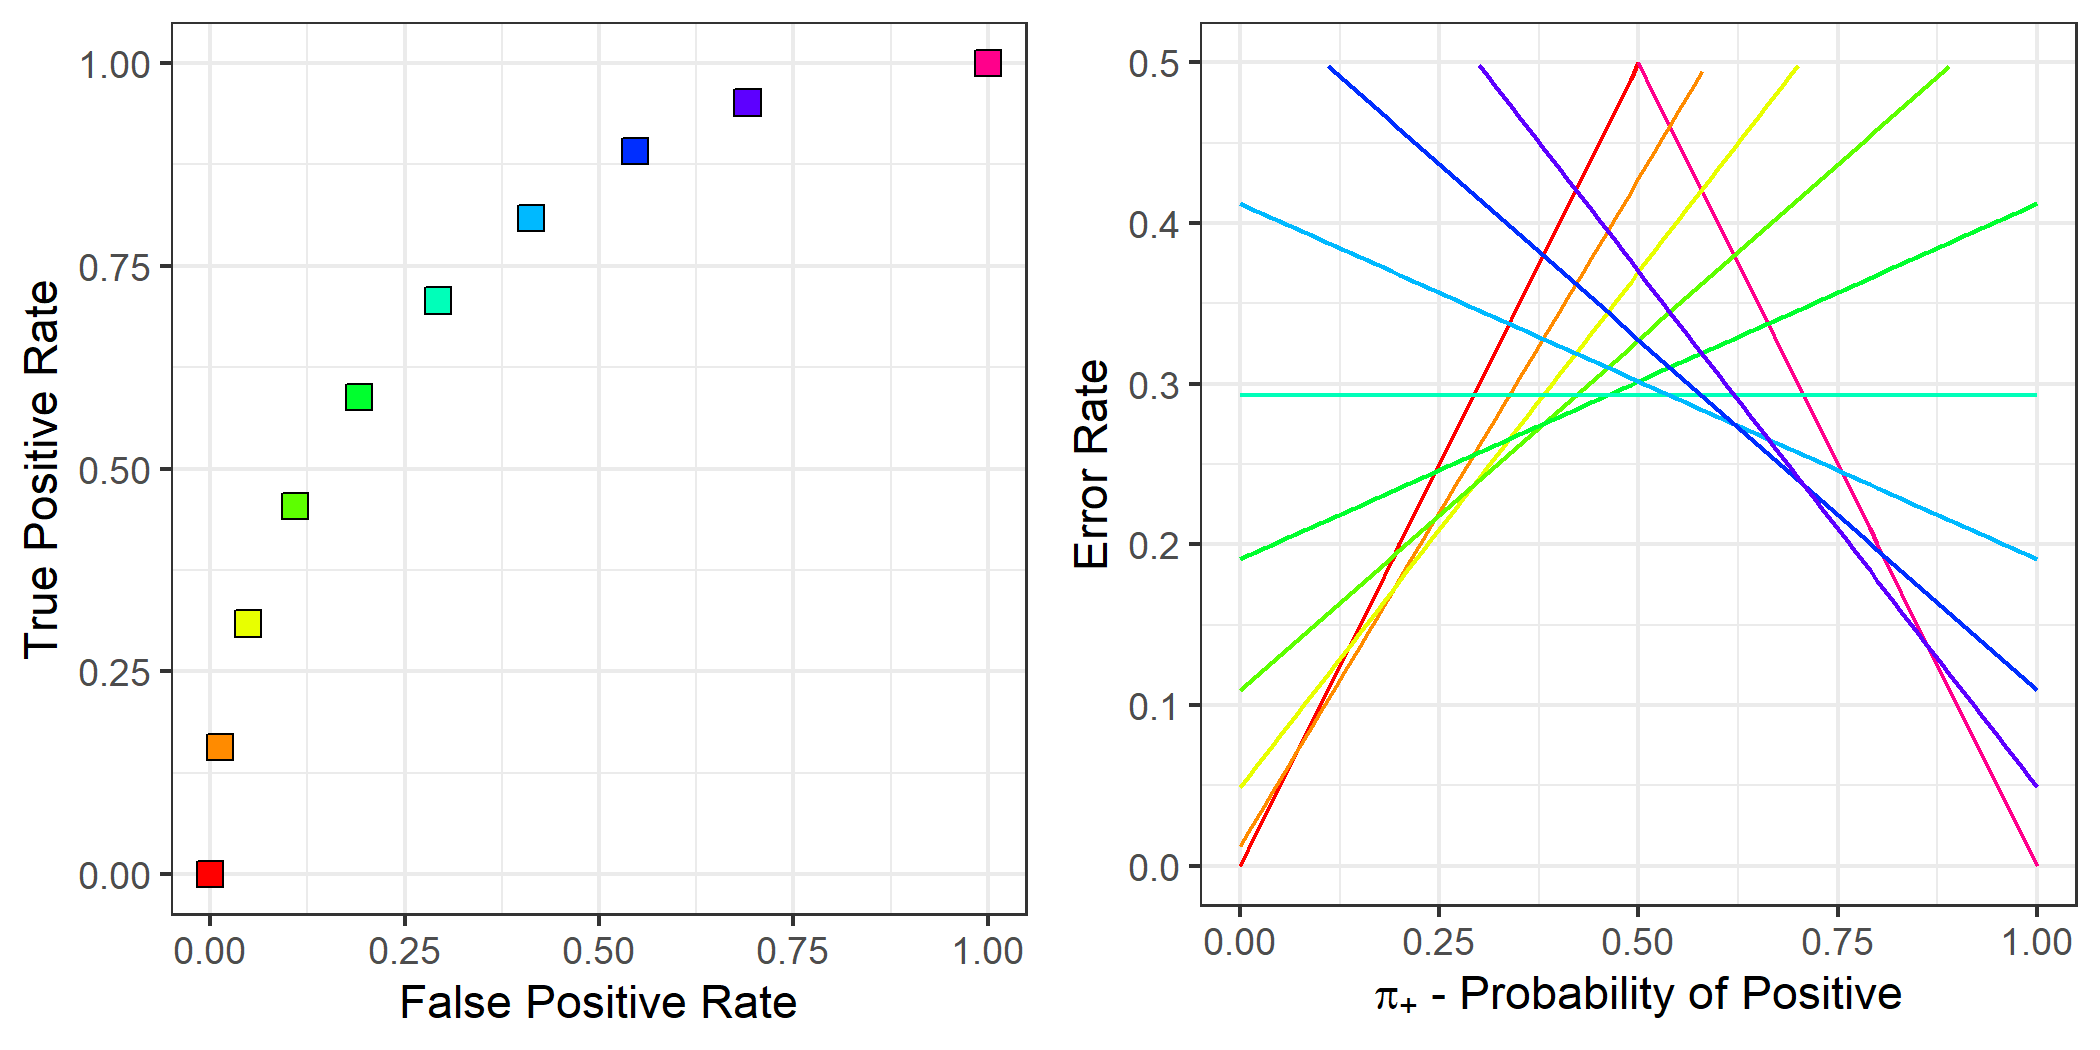 True Positive Rate
1.00
0.75
0.50
0.25
0.00
0.00 0.25 0.50 0.75 1.00
False Positive Rate
Error Rate
0.5
0.4
0.3
0.2
0.1
0.0
0.00 0.25 0.50 0.75 1.00
π₊ - Probability of Positive